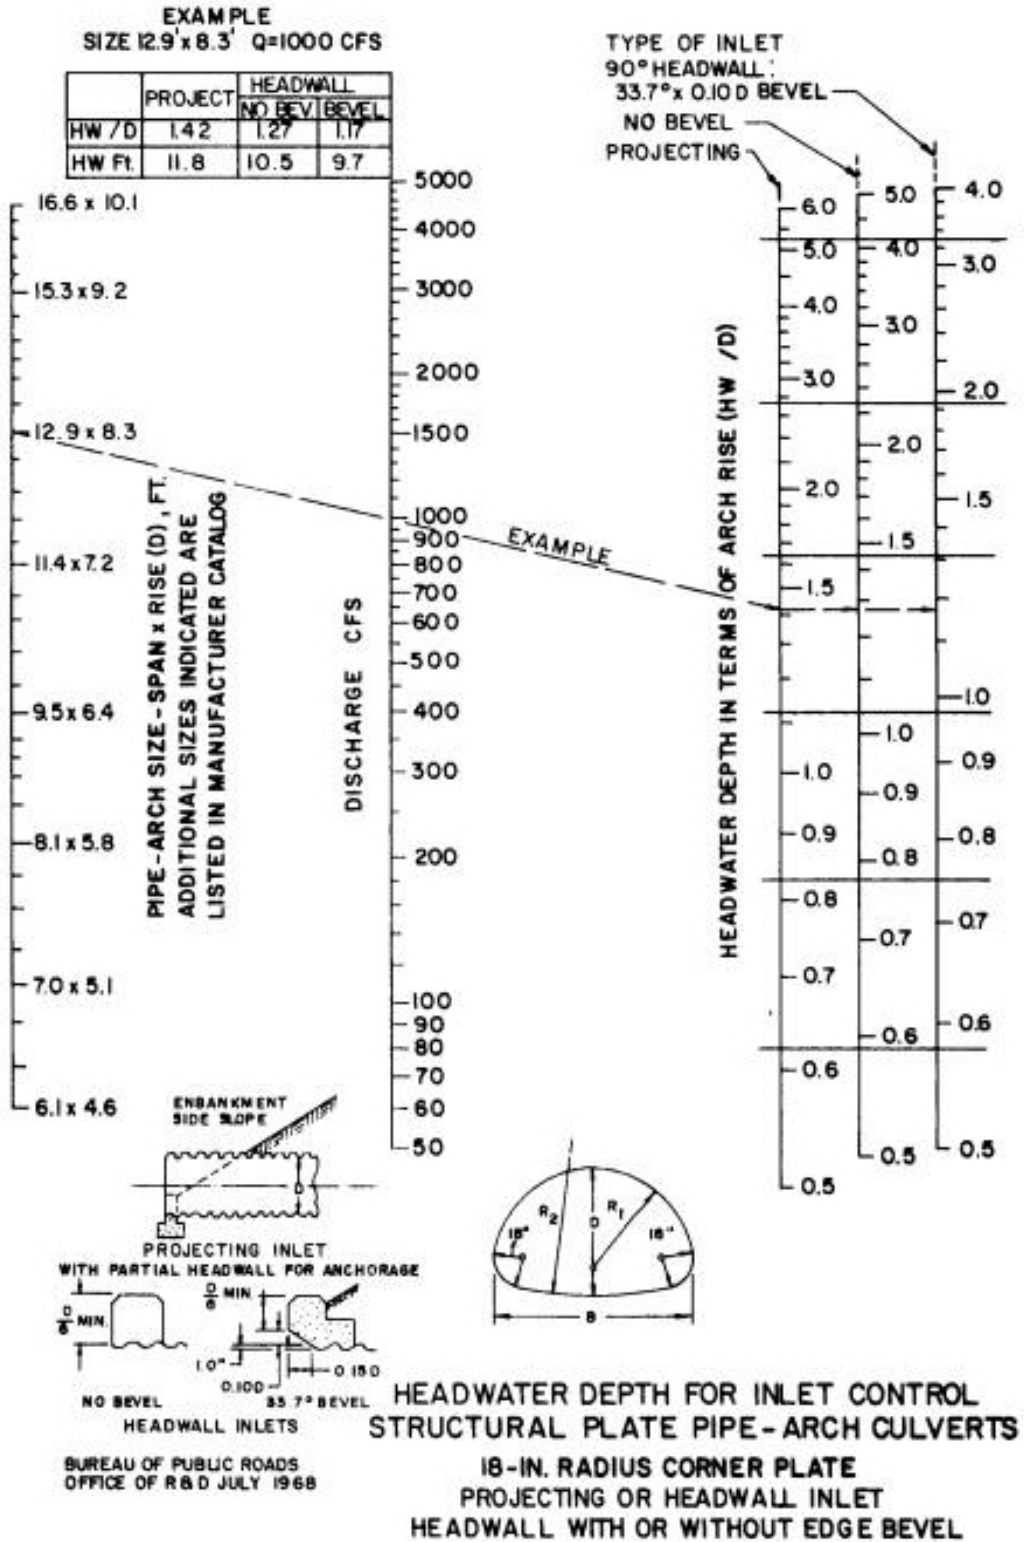 EXAMPLE
SIZE 12.9' x 8.3' Q=1000 CFS
PROJECT HEADWALL
NO BEV. BEVEL
HW / D 1.42 1.27 1.17
HW Ft. 11.8 10.5 9.7
TYPE OF INLET
90° HEADWALL:
33.7° x 0.10 D BEVEL
NO BEVEL
PROJECTING
16.6 x 10.1
15.3 x 9.2
12.9 x 8.3
11.4 x 7.2
9.5 x 6.4
8.1 x 5.8
7.0 x 5.1
6.1 x 4.6
PIPE-ARCH SIZE-SPAN x RISE (D), FT.
ADDITIONAL SIZES INDICATED ARE
LISTED IN MANUFACTURER CATALOG
5000
4000
3000
2000
1500
1000
900
800
700
600
500
400
300
200
100
90
80
70
60
50
DISCHARGE CFS
EXAMPLE
HEADWATER DEPTH IN TERMS OF ARCH RISE (HW /D)
6.0
5.0
4.0
3.0
2.0
1.5
1.0
0.9
0.8
0.7
0.6
0.5
5.0
4.0
3.0
2.0
1.5
1.0
0.9
0.8
0.7
0.6
0.5
4.0
3.0
2.0
1.5
1.0
0.9
0.8
0.7
0.6
0.5
ENBANKMENT
SIDE SLOPE
D
PROJECTING INLET
WITH PARTIAL HEADWALL FOR ANCHORAGE
D MIN.
D MIN
1.0"
0.10D
0.15D
NO BEVEL
33.7° BEVEL
HEADWALL INLETS
18"
R2
D
R1
18"
B
BUREAU OF PUBLIC ROADS
OFFICE OF R & D JULY 1968
HEADWATER DEPTH FOR INLET CONTROL
STRUCTURAL PLATE PIPE-ARCH CULVERTS
18-IN. RADIUS CORNER PLATE
PROJECTING OR HEADWALL INLET
HEADWALL WITH OR WITHOUT EDGE BEVEL